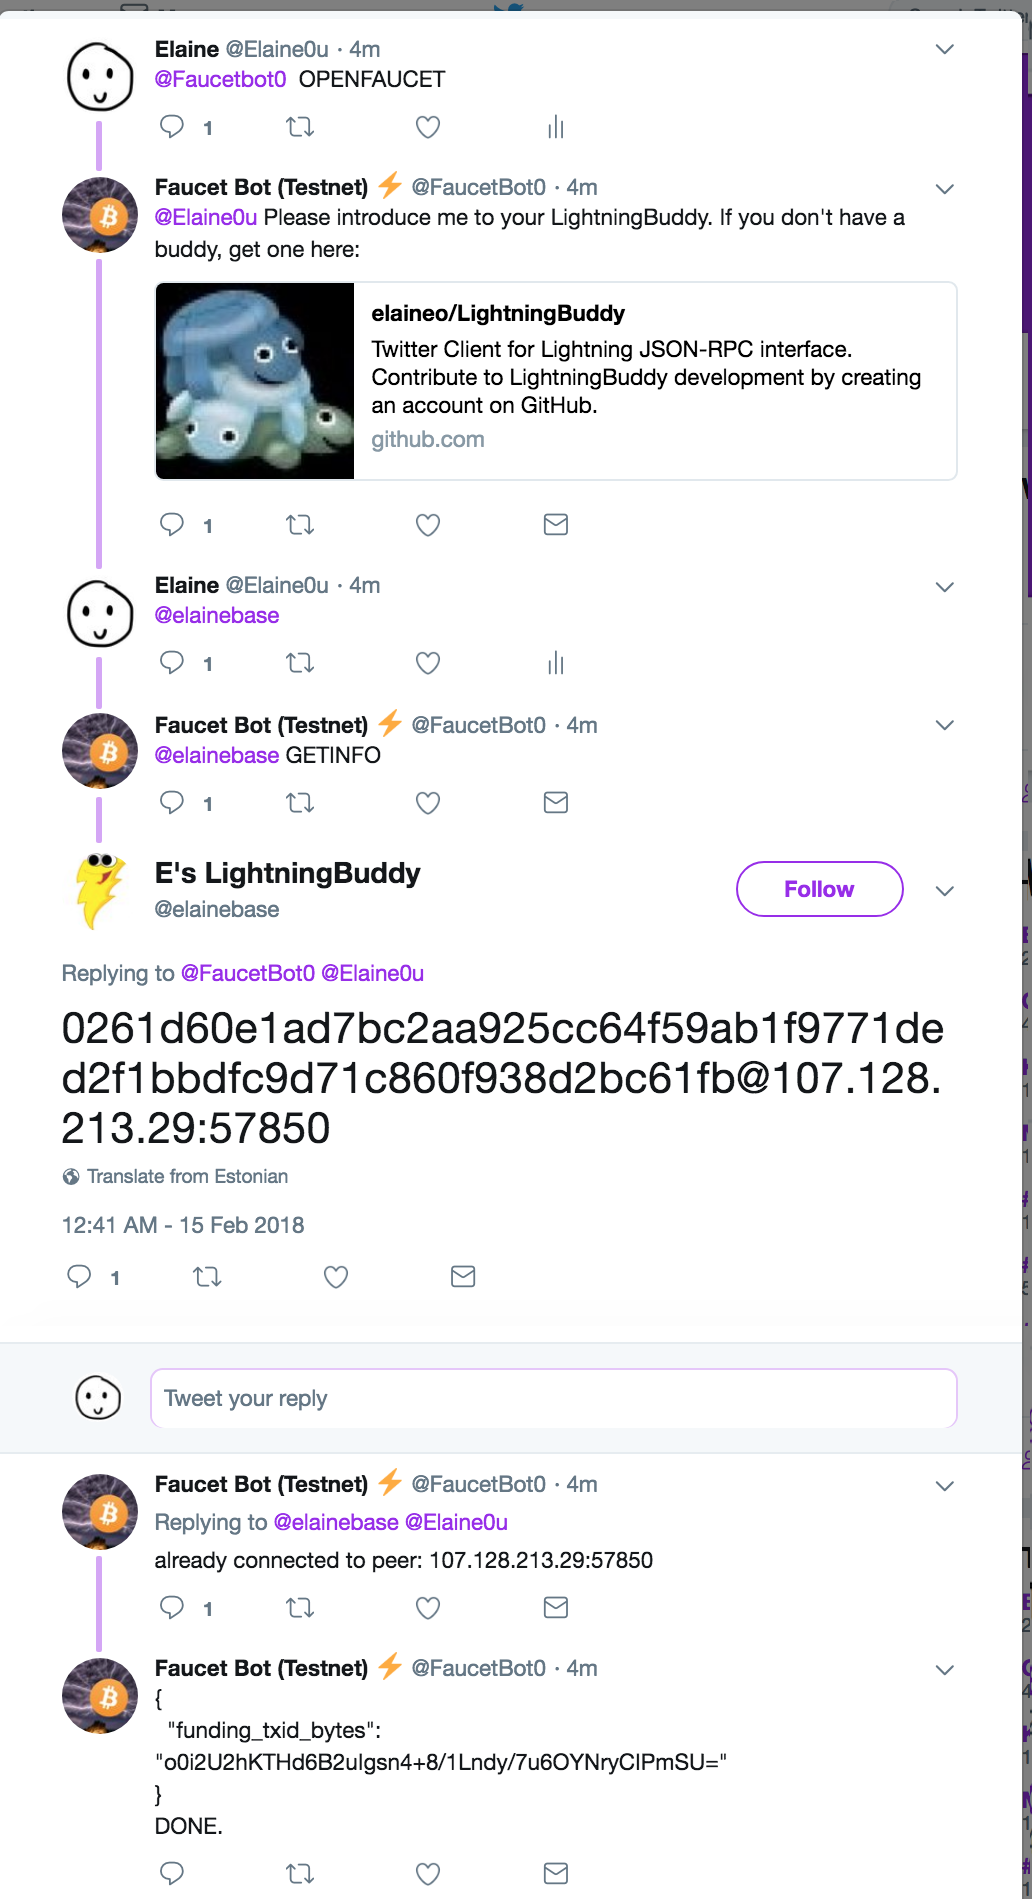 Elaine @Elaine0u · 4m
@Faucetbot0 OPENFAUCET
1
Faucet Bot (Testnet) ⚡ @FaucetBot0 · 4m
@Elaine0u Please introduce me to your LightningBuddy. If you don't have a
buddy, get one here:
elaineo/LightningBuddy
Twitter Client for Lightning JSON-RPC interface.
Contribute to LightningBuddy development by creating
an account on GitHub.
github.com
1
Elaine @Elaine0u · 4m
@elainebase
1
Faucet Bot (Testnet) ⚡ @FaucetBot0 · 4m
@elainebase GETINFO
1
E's LightningBuddy
Follow
@elainebase
Replying to @FaucetBot0 @Elaine0u
0261d60e1ad7bc2aa925cc64f59ab1f9771de
d2f1bbdfc9d71c860f938d2bc61fb@107.128.
213.29:57850
Translate from Estonian
12:41 AM - 15 Feb 2018
1
Tweet your reply
Faucet Bot (Testnet) ⚡ @FaucetBot0 · 4m
Replying to @elainebase @Elaine0u
already connected to peer: 107.128.213.29:57850
1
Faucet Bot (Testnet) ⚡ @FaucetBot0 · 4m
{
"funding_txid_bytes":
"o0i2U2hKTHd6B2ulgsn4+8/1Lndy/7u6OYNryClPmSU="
}
DONE.